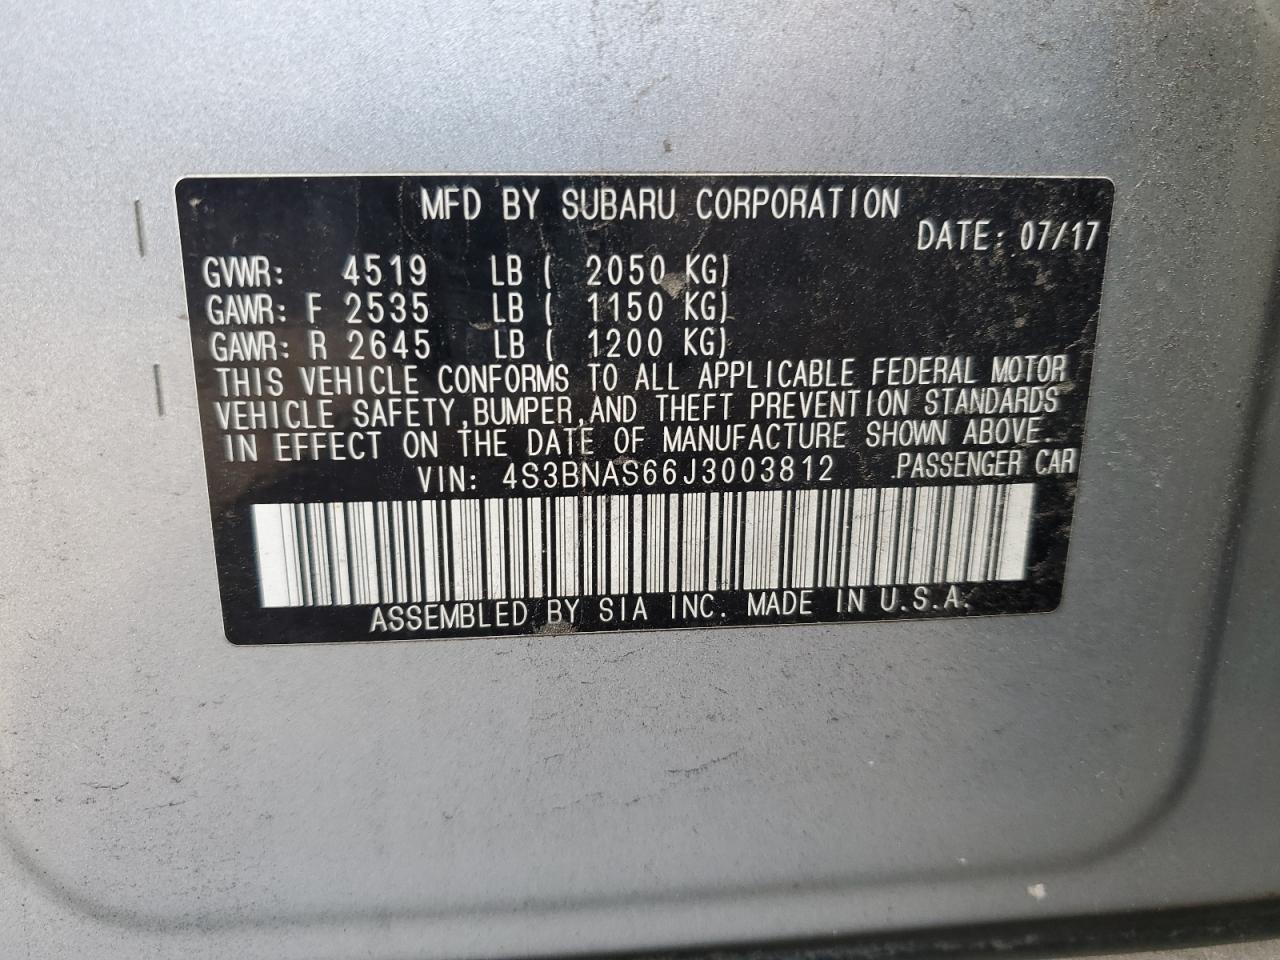 MFD BY SUBARU CORPORATION
DATE: 07/17
GVWR: 4519 LB ( 2050 KG)
GAWR: F 2535 LB ( 1150 KG)
GAWR: R 2645 LB ( 1200 KG)
THIS VEHICLE CONFORMS TO ALL APPLICABLE FEDERAL MOTOR
VEHICLE SAFETY,BUMPER,AND THEFT PREVENTION STANDARDS
IN EFFECT ON THE DATE OF MANUFACTURE SHOWN ABOVE.
VIN: 4S3BNAS66J3003812 PASSENGER CAR
ASSEMBLED BY SIA INC. MADE IN U.S.A.